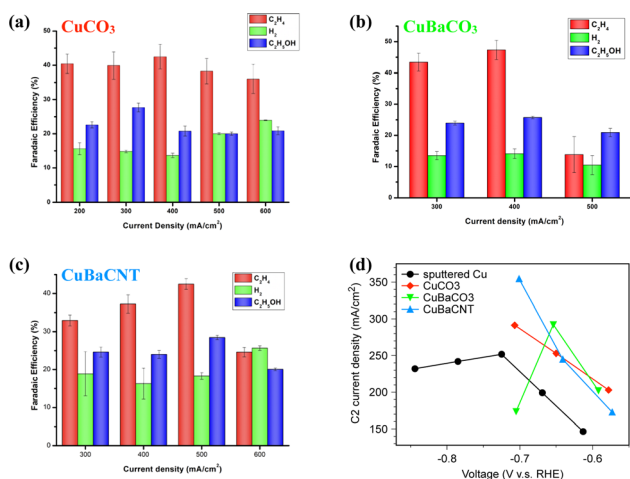 (a) CuCO3
C2H4
H2
C2H5OH
Faradaic Efficiency (%)
50
40
30
20
10
0
200 300 400 500 600
Current Density (mA/cm2)
(b) CuBaCO3
C2H4
H2
C2H5OH
Faradaic Efficiency (%)
50
40
30
20
10
0
300 400 500
Current density (mA/cm2)
(c) CuBaCNT
C2H4
H2
C2H5OH
Faradaic Efficiency (%)
50
40
30
20
10
0
300 400 500 600
Current density (mA/cm2)
(d)
sputtered Cu
CuCO3
CuBaCO3
CuBaCNT
C2 current density (mA/cm2)
350
300
250
200
150
-0.8 -0.7 -0.6
Voltage (V v.s. RHE)